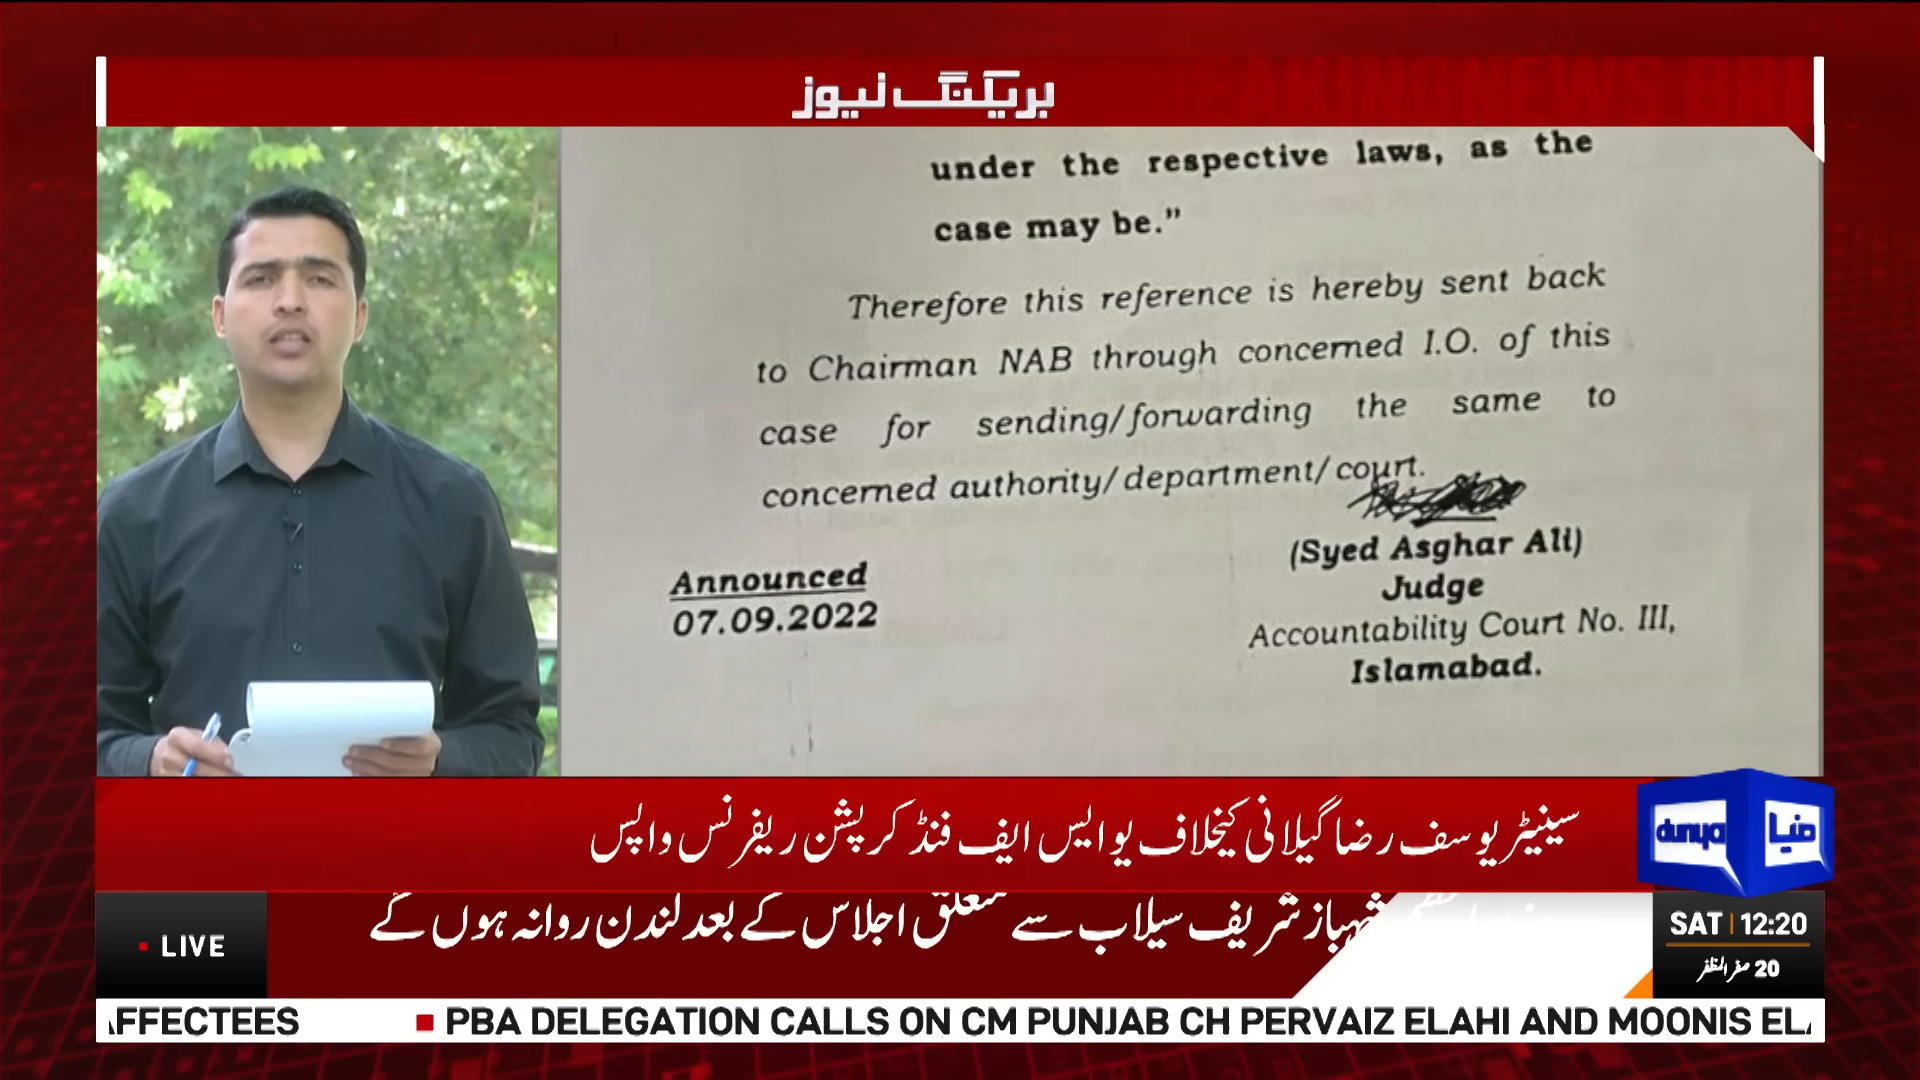 بریکنگ نیوز
under the respective laws, as the
case may be.”
Therefore this reference is hereby sent back
to Chairman NAB through concerned I.O. of this
case for sending/forwarding the same to
concerned authority/department/court.
(Syed Asghar Ali)
Judge
Accountability Court No. III,
Islamabad.
Announced
07.09.2022
سینیٹر یوسف رضا گیلانی کیخلاف یو ایس ایف فنڈ کرپشن ریفرنس واپس
dunya دنیا
شہباز شریف سیلاب سے متعلق اجلاس کے بعد لندن روانہ ہوں گے
LIVE
SAT 12:20
20 صفر المظفر
AFFECTEES PBA DELEGATION CALLS ON CM PUNJAB CH PERVAIZ ELAHI AND MOONIS